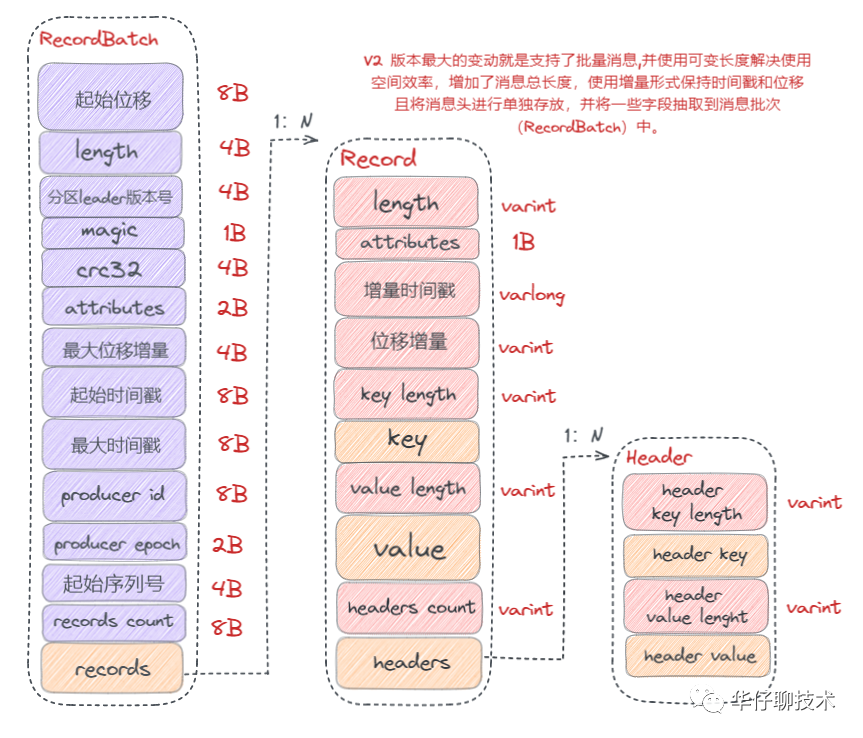 RecordBatch
起始位移
8B
length
4B
分区leader版本号
4B
magic
1B
crc32
4B
attributes
2B
最大位移增量
4B
起始时间戳
8B
最大时间戳
8B
producer id
8B
producer epoch
2B
起始序列号
4B
records count
8B
records
V2 版本最大的变动就是支持了批量消息,并使用可变长度解决使用
空间效率，增加了消息总长度，使用增量形式保持时间戳和位移
且将消息头进行单独存放，并将一些字段抽取到消息批次
（RecordBatch）中。
1: N
Record
length
varint
attributes
1B
增量时间戳
varlong
位移增量
varint
key length
varint
key
value length
varint
value
headers count
varint
headers
1: N
Header
header
key length
varint
header key
header
value lenght
varint
header value
华仔聊技术